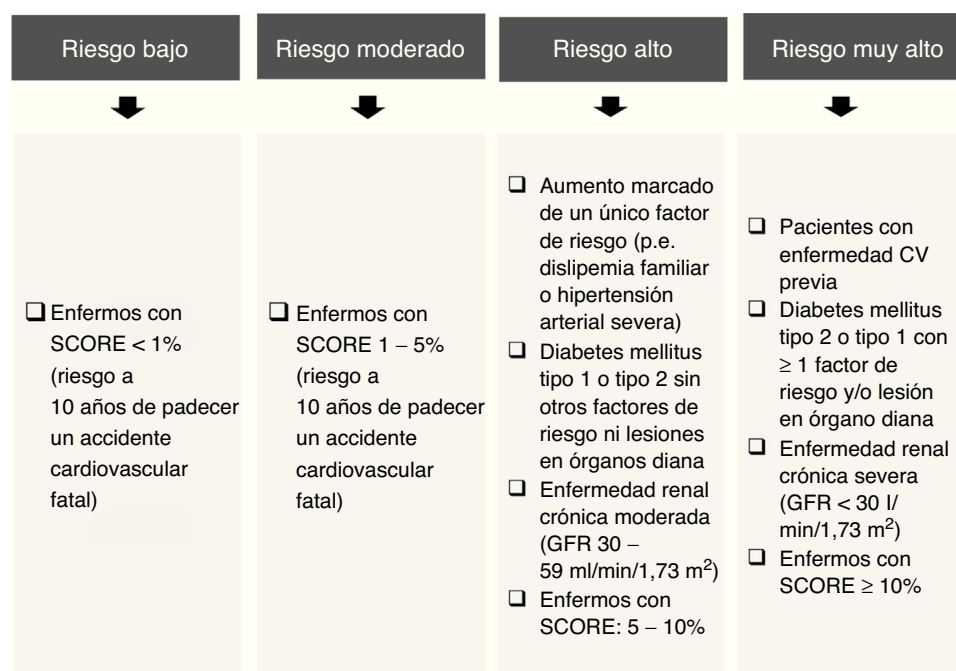 Riesgo bajo
Riesgo moderado
Riesgo alto
Riesgo muy alto
❑ Enfermos con
SCORE < 1%
(riesgo a
10 años de padecer
un accidente
cardiovascular
fatal)
❑ Enfermos con
SCORE 1 – 5%
(riesgo a
10 años de padecer
un accidente
cardiovascular
fatal)
❑ Aumento marcado
de un único factor
de riesgo (p.e.
dislipemia familiar
o hipertensión
arterial severa)
❑ Diabetes mellitus
tipo 1 o tipo 2 sin
otros factores de
riesgo ni lesiones
en órganos diana
❑ Enfermedad renal
crónica moderada
(GFR 30 –
59 ml/min/1,73 m²)
❑ Enfermos con
SCORE: 5 – 10%
❑ Pacientes con
enfermedad CV
previa
❑ Diabetes mellitus
tipo 2 o tipo 1 con
≥ 1 factor de
riesgo y/o lesión
en órgano diana
❑ Enfermedad renal
crónica severa
(GFR < 30 l/
min/1,73 m²)
❑ Enfermos con
SCORE ≥ 10%